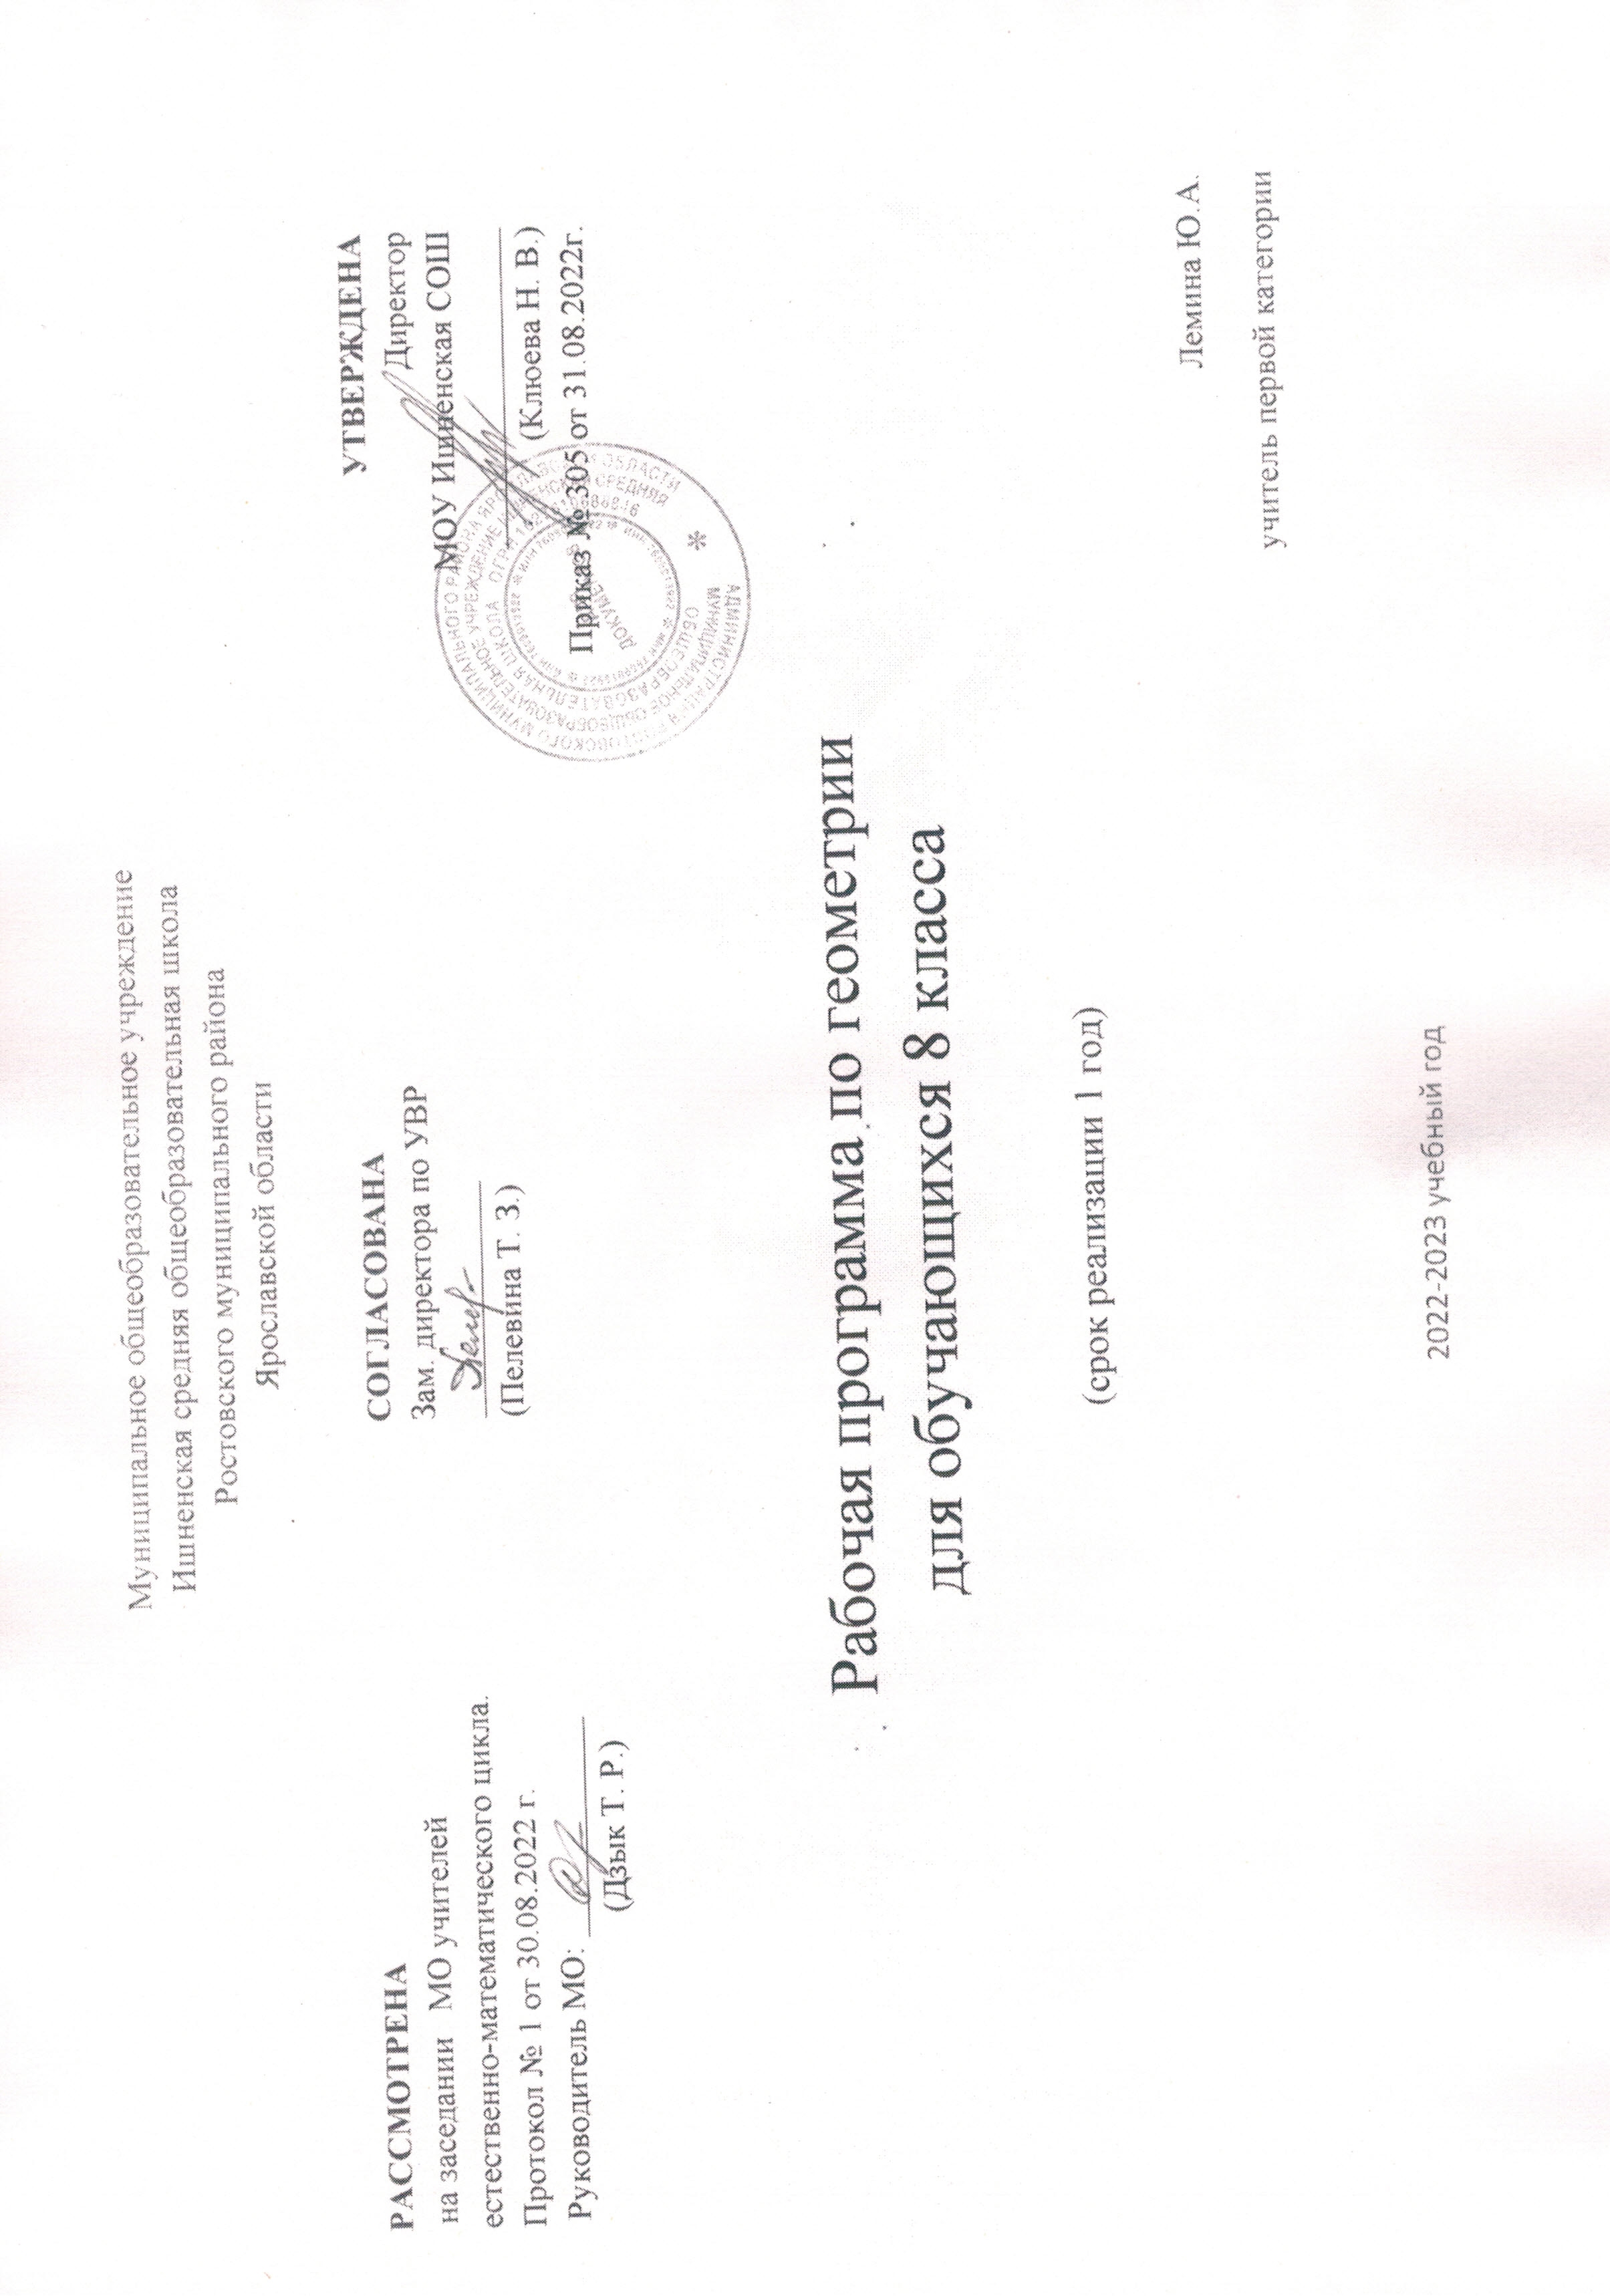 Муниципальное общеобразовательное учреждение
Ишненская средняя общеобразовательная школа
Ростовского муниципального района
Ярославской области
РАССМОТРЕНА
на заседании МО учителей
естественно-математического цикла.
Протокол № 1 от 30.08.2022 г.
Руководитель МО:
(Дзык Т. Р.)
СОГЛАСОВАНА
Зам. директора по УВР
(Пелевина Т. З.)
УТВЕРЖДЕНА
Директор
МОУ Ишненская СОШ
(Клюева Н. В.)
Приказ № 305 от 31.08.2022г.
Рабочая программа по геометрии
для обучающихся 8 класса
(срок реализации 1 год)
Лемина Ю.А.
учитель первой категории
2022-2023 учебный год